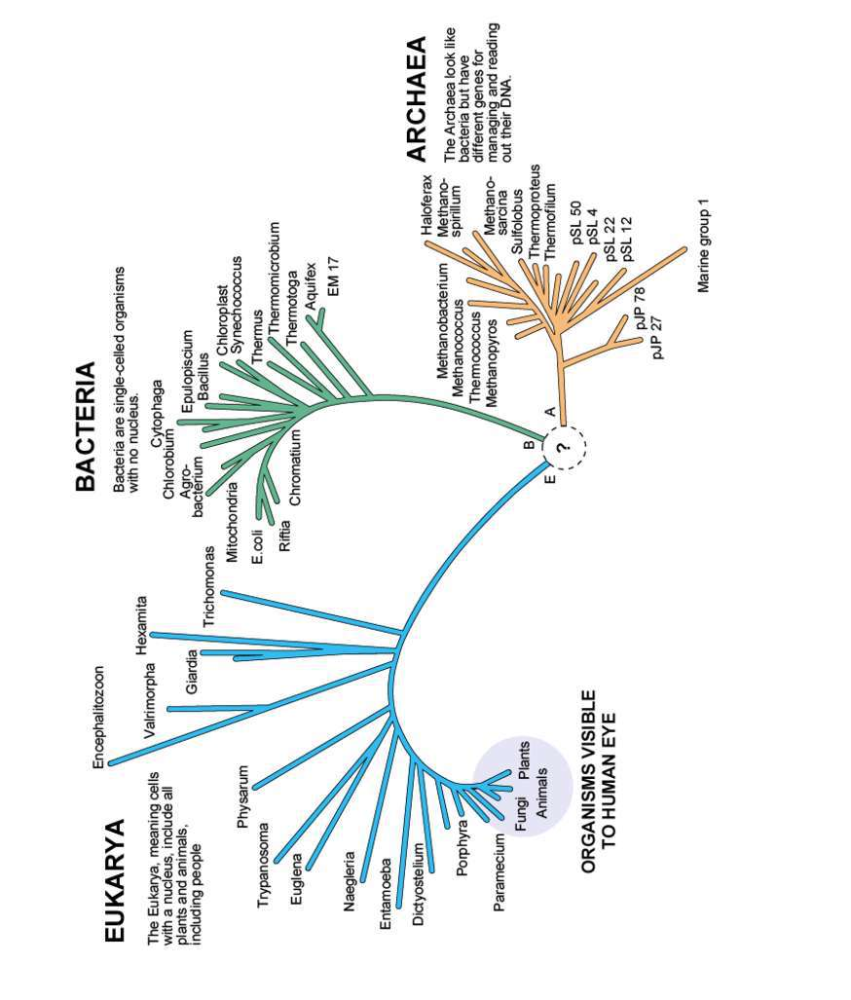 EUKARYA
The Eukarya, meaning cells
with a nucleus, include all
plants and animals,
including people
Encephalitozoon
Valrimorpha
Hexamita
Giardia
Trichomonas
Physarum
Trypanosoma
Euglena
Naegleria
Entamoeba
Dictyostelium
Porphyra
Paramecium
Fungi
Plants
Animals
ORGANISMS VISIBLE
TO HUMAN EYE
BACTERIA
Bacteria are single-celled organisms
with no nucleus.
Cytophaga
Chlorobium
Agro-
bacterium
Mitochondria
E.coli
Riftia
Chromatium
Epulopiscium
Bacillus
Chloroplast
Synechococcus
Thermus
Thermomicrobium
Thermotoga
Aquifex
EM 17
E
B
A
?
ARCHAEA
The Archaea look like
bacteria but have
different genes for
managing and reading
out their DNA.
Haloferax
Methano-
spirillum
Methano-
sarcina
Methanobacterium
Methanococcus
Thermococcus
Methanopyros
Sulfolobus
Thermoproteus
Thermofilum
pSL 50
pSL 4
pSL 22
pSL 12
Marine group 1
pJP 78
pJP 27